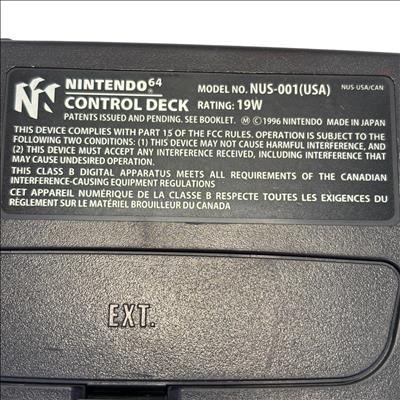 NINTENDO64 MODEL NO. NUS-001(USA) NUS-USA/CAN
CONTROL DECK RATING: 19W
PATENTS ISSUED AND PENDING. SEE BOOKLET. Ⓜ ©1996 NINTENDO MADE IN JAPAN
THIS DEVICE COMPLIES WITH PART 15 OF THE FCC RULES. OPERATION IS SUBJECT TO THE
FOLLOWING TWO CONDITIONS: (1) THIS DEVICE MAY NOT CAUSE HARMFUL INTERFERENCE, AND
(2) THIS DEVICE MUST ACCEPT ANY INTERFERENCE RECEIVED, INCLUDING INTERFERENCE
THAT MAY CAUSE UNDESIRED OPERATION.
THIS CLASS B DIGITAL APPARATUS MEETS ALL REQUIREMENTS OF THE CANADIAN
INTERFERENCE-CAUSING EQUIPMENT REGULATIONS
CET APPAREIL NUMÉRIQUE DE LA CLASSE B RESPECTE TOUTES LES EXIGENCES DU
RÈGLEMENT SUR LE MATÉRIEL BROUILLEUR DU CANADA
EXT.